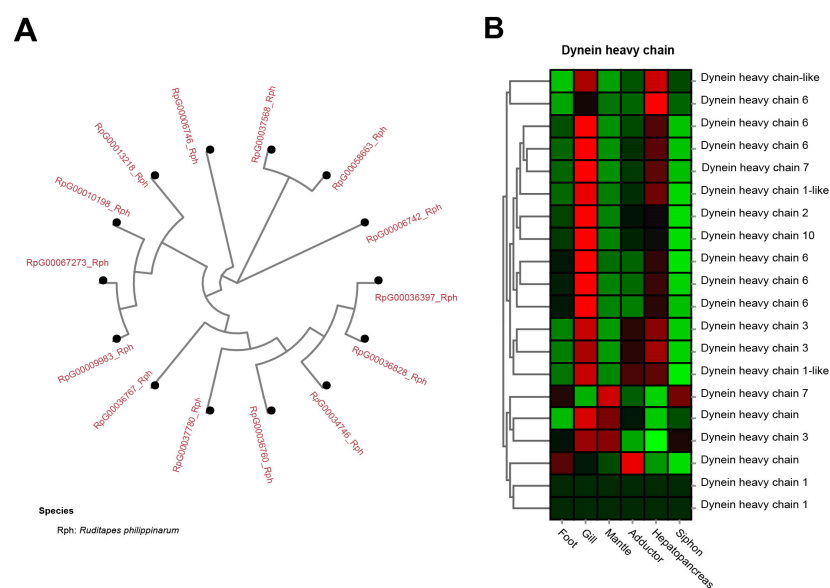 A
RpG00006746_Rph
RpG00037568_Rph
RpG00013218_Rph
RpG00058663_Rph
RpG00010198_Rph
RpG00006742_Rph
RpG00067273_Rph
RpG00036397_Rph
RpG00009983_Rph
RpG00036828_Rph
RpG00036767_Rph
RpG00034746_Rph
RpG00037780_Rph
RpG00036760_Rph
Species
Rph: Ruditapes philippinarum
B
Dynein heavy chain
Dynein heavy chain-like
Dynein heavy chain 6
Dynein heavy chain 6
Dynein heavy chain 6
Dynein heavy chain 7
Dynein heavy chain 1-like
Dynein heavy chain 2
Dynein heavy chain 10
Dynein heavy chain 6
Dynein heavy chain 6
Dynein heavy chain 6
Dynein heavy chain 3
Dynein heavy chain 3
Dynein heavy chain 1-like
Dynein heavy chain 7
Dynein heavy chain
Dynein heavy chain 3
Dynein heavy chain
Dynein heavy chain 1
Dynein heavy chain 1
Foot
Gill
Mantle
Adductor
Hepatopancreas
Siphon